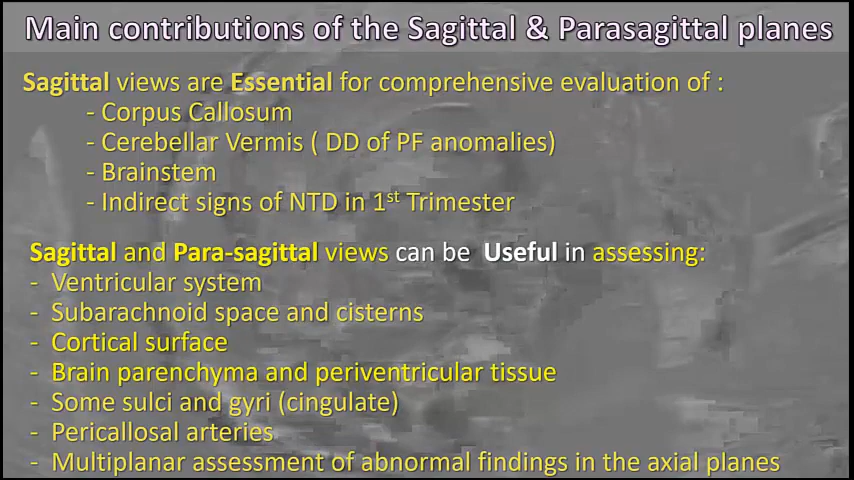 Main contributions of the Sagittal & Parasagittal planes
Sagittal views are Essential for comprehensive evaluation of :
- Corpus Callosum
- Cerebellar Vermis ( DD of PF anomalies)
- Brainstem
- Indirect signs of NTD in 1st Trimester
Sagittal and Para-sagittal views can be Useful in assessing:
- Ventricular system
- Subarachnoid space and cisterns
- Cortical surface
- Brain parenchyma and periventricular tissue
- Some sulci and gyri (cingulate)
- Pericallosal arteries
- Multiplanar assessment of abnormal findings in the axial planes